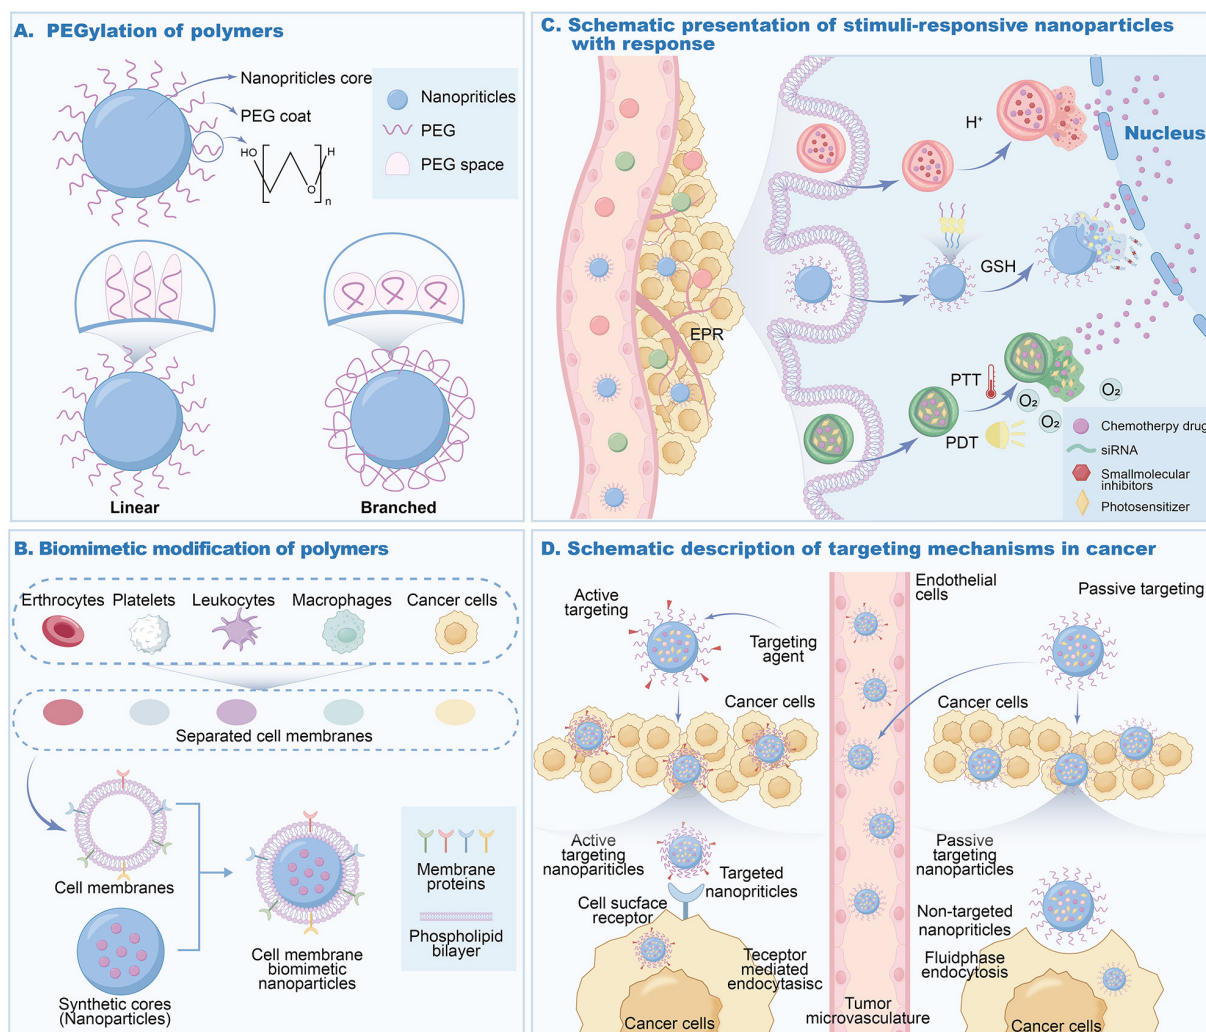 A. PEGylation of polymers
Nanopriticles core
PEG coat
HO
H
O
n
Nanopriticles
PEG
PEG space
Linear
Branched
B. Biomimetic modification of polymers
Erthrocytes
Platelets
Leukocytes
Macrophages
Cancer cells
Separated cell membranes
Cell membranes
Synthetic cores
(Nanoparticles)
Cell membrane
biomimetic
nanoparticles
Membrane
proteins
Phospholipid
bilayer
C. Schematic presentation of stimuli-responsive nanoparticles
with response
EPR
H⁺
Nucleus
GSH
PTT
PDT
O₂
O₂
O₂
Chemotherpy drug
siRNA
Smallmolecular
inhibitors
Photosensitizer
D. Schematic description of targeting mechanisms in cancer
Active
targeting
Targeting
agent
Cancer cells
Active
targeting
nanopariticles
Targeted
nanopriticles
Cell surface
receptor
Teceptor
mediated
endocytasisc
Cancer cells
Endothelial
cells
Tumor
microvasculature
Passive targeting
Cancer cells
Passive
targeting
nanoparticles
Non-targeted
nanopriticles
Fluidphase
endocytosis
Cancer cells